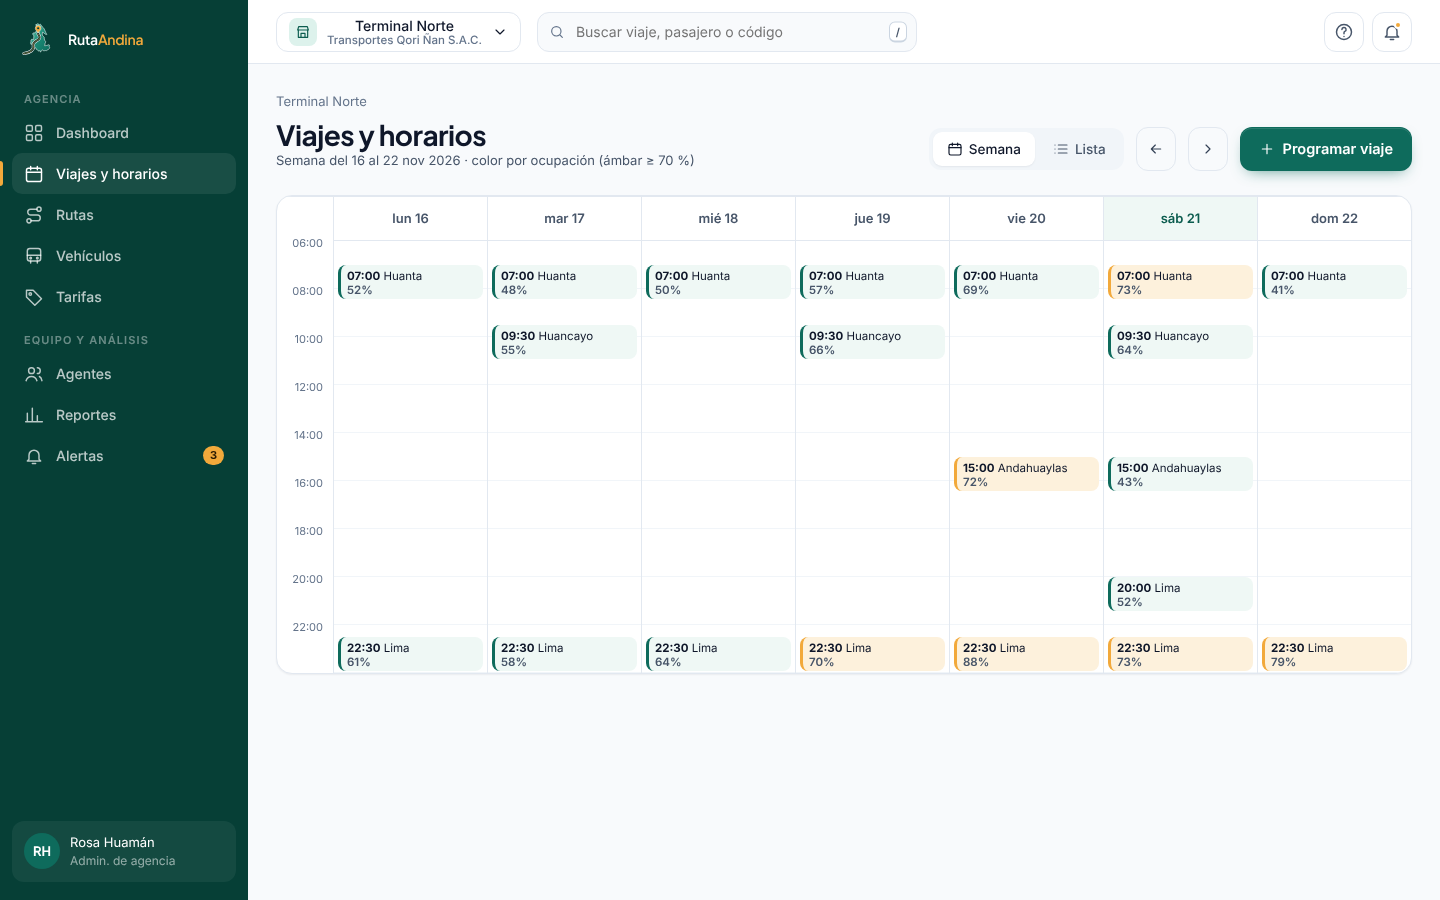 RutaAndina
AGENCIA
Dashboard
Viajes y horarios
Rutas
Vehículos
Tarifas
EQUIPO Y ANÁLISIS
Agentes
Reportes
Alertas 3
RH
Rosa Huamán
Admin. de agencia
Terminal Norte
Transportes Qori Ñan S.A.C.
Buscar viaje, pasajero o código /
Terminal Norte
Viajes y horarios
Semana del 16 al 22 nov 2026 · color por ocupación (ámbar ≥ 70 %)
Semana Lista
Programar viaje
lun 16 mar 17 mié 18 jue 19 vie 20 sáb 21 dom 22
06:00
07:00 Huanta 07:00 Huanta 07:00 Huanta 07:00 Huanta 07:00 Huanta 07:00 Huanta 07:00 Huanta
52% 48% 50% 57% 69% 73% 41%
08:00
09:30 Huancayo 09:30 Huancayo 09:30 Huancayo
10:00
55% 66% 64%
12:00
14:00
15:00 Andahuaylas 15:00 Andahuaylas
72% 43%
16:00
18:00
20:00
20:00 Lima
52%
22:00
22:30 Lima 22:30 Lima 22:30 Lima 22:30 Lima 22:30 Lima 22:30 Lima 22:30 Lima
61% 58% 64% 70% 88% 73% 79%